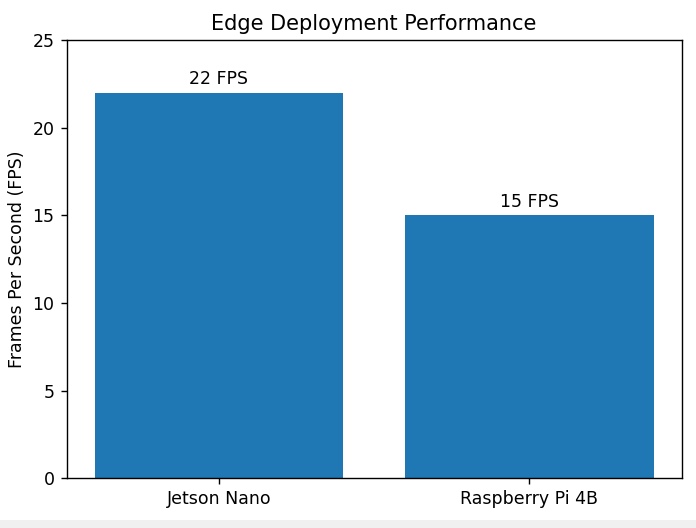 Edge Deployment Performance
Frames Per Second (FPS)
25
20
15
10
5
0
22 FPS
15 FPS
Jetson Nano
Raspberry Pi 4B